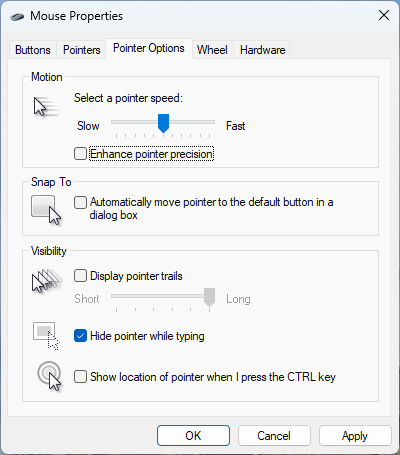 Mouse Properties
Buttons Pointers Pointer Options Wheel Hardware
Motion
Select a pointer speed:
Slow Fast
Enhance pointer precision
Snap To
Automatically move pointer to the default button in a
dialog box
Visibility
Display pointer trails
Short Long
Hide pointer while typing
Show location of pointer when I press the CTRL key
OK Cancel Apply